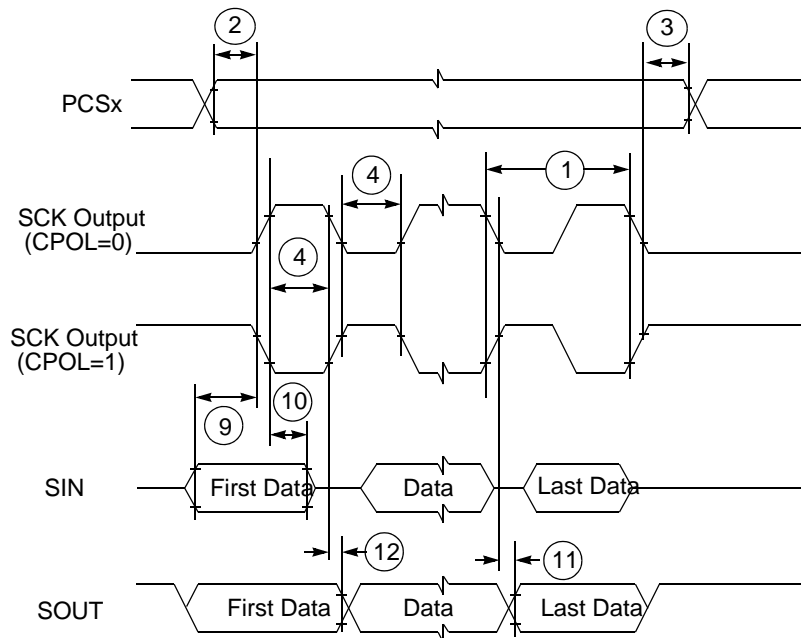 2
3
PCSx
4
1
SCK Output
(CPOL=0)
4
SCK Output
(CPOL=1)
9
10
SIN
First Data
Data
Last Data
12
11
SOUT
First Data
Data
Last Data